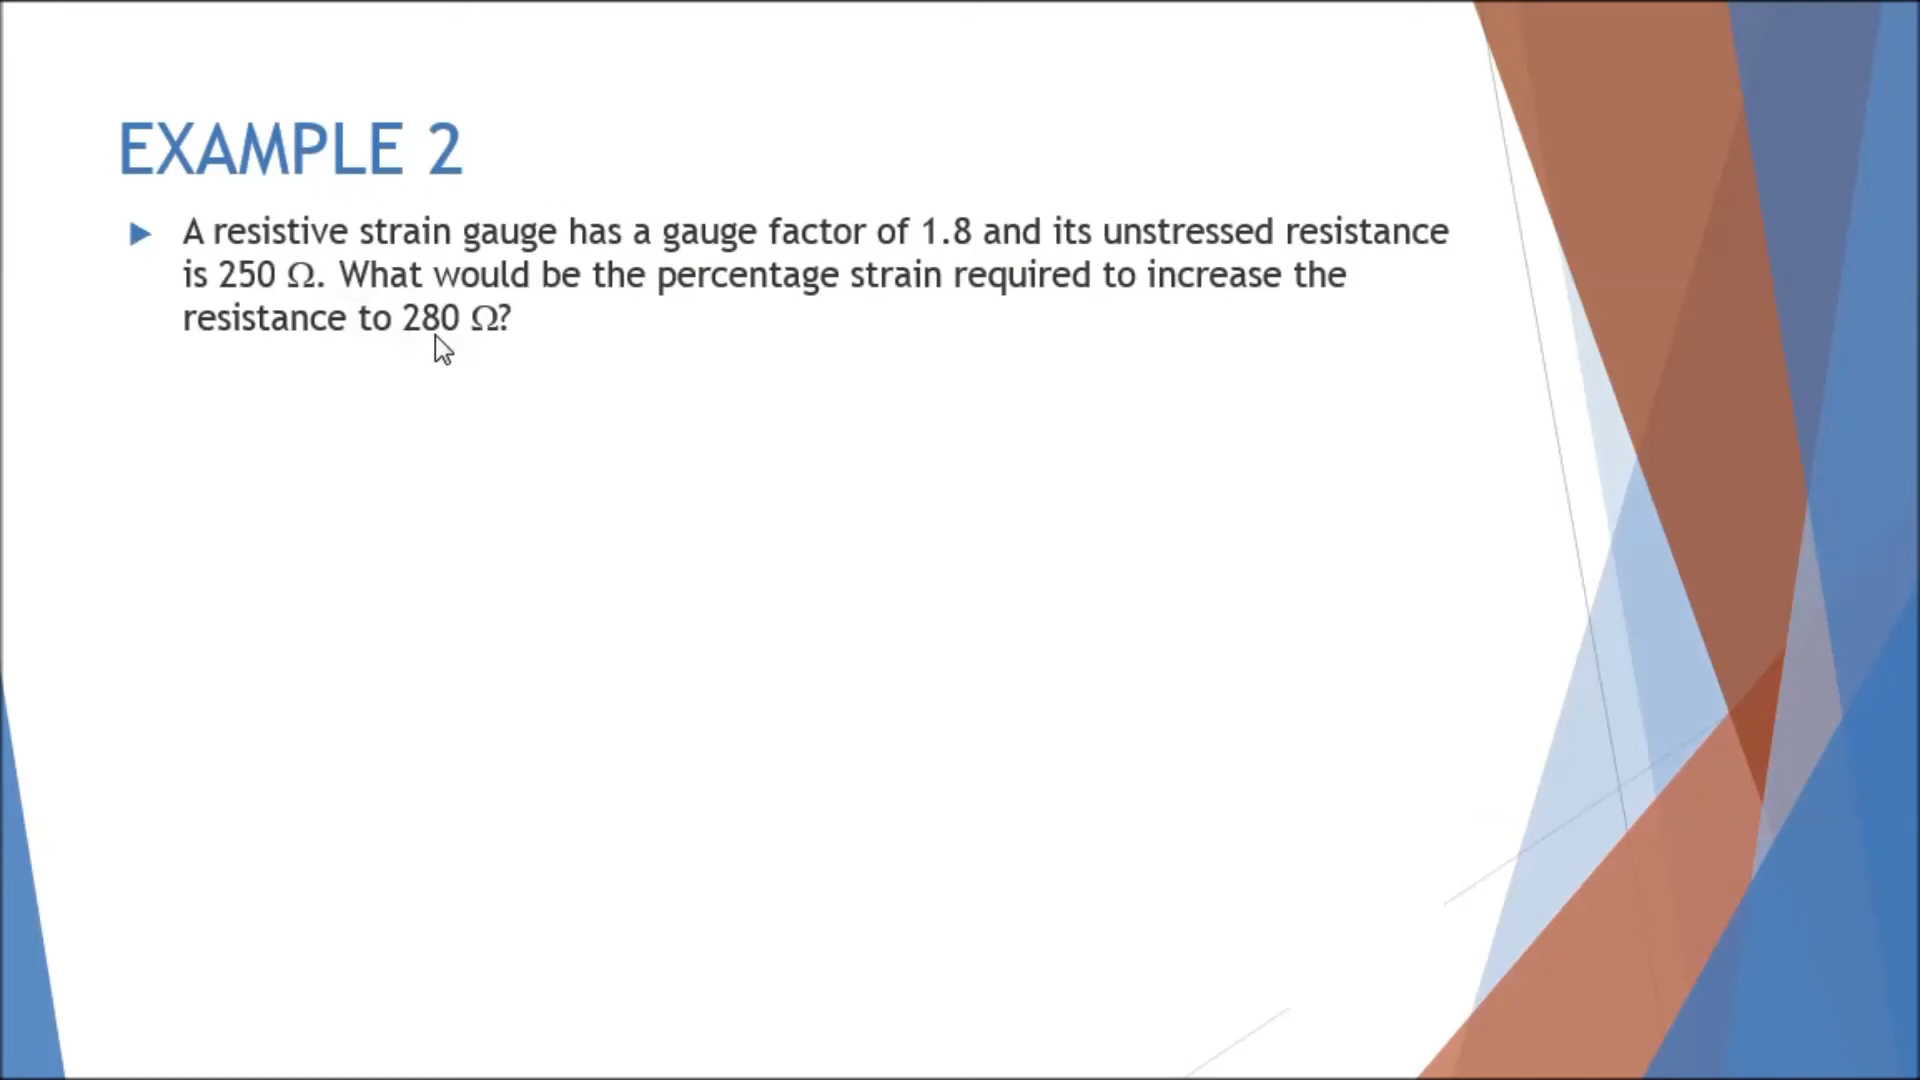 EXAMPLE 2
A resistive strain gauge has a gauge factor of 1.8 and its unstressed resistance
is 250 Ω. What would be the percentage strain required to increase the
resistance to 280 Ω?